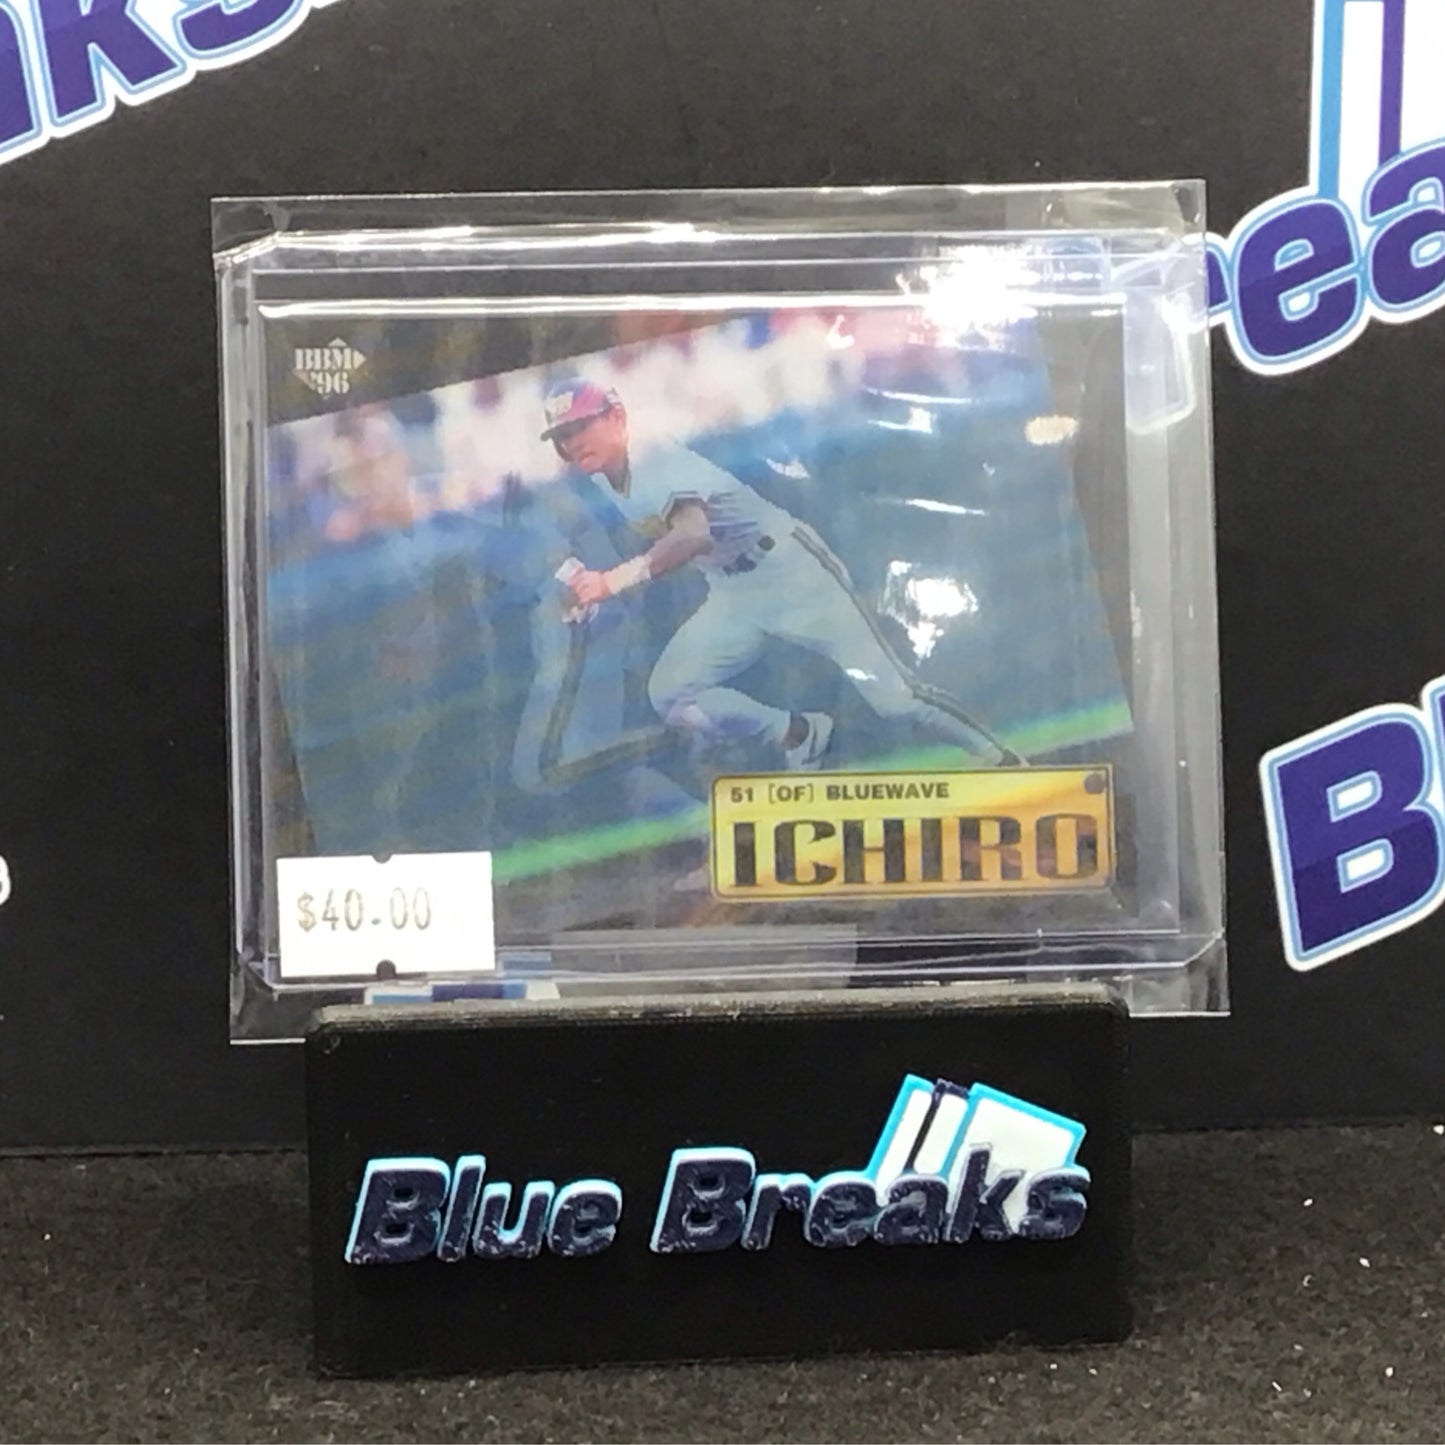 BBM
'96
51 [OF] BLUEWAVE
ICHIRO
$40.00
Blue Breaks